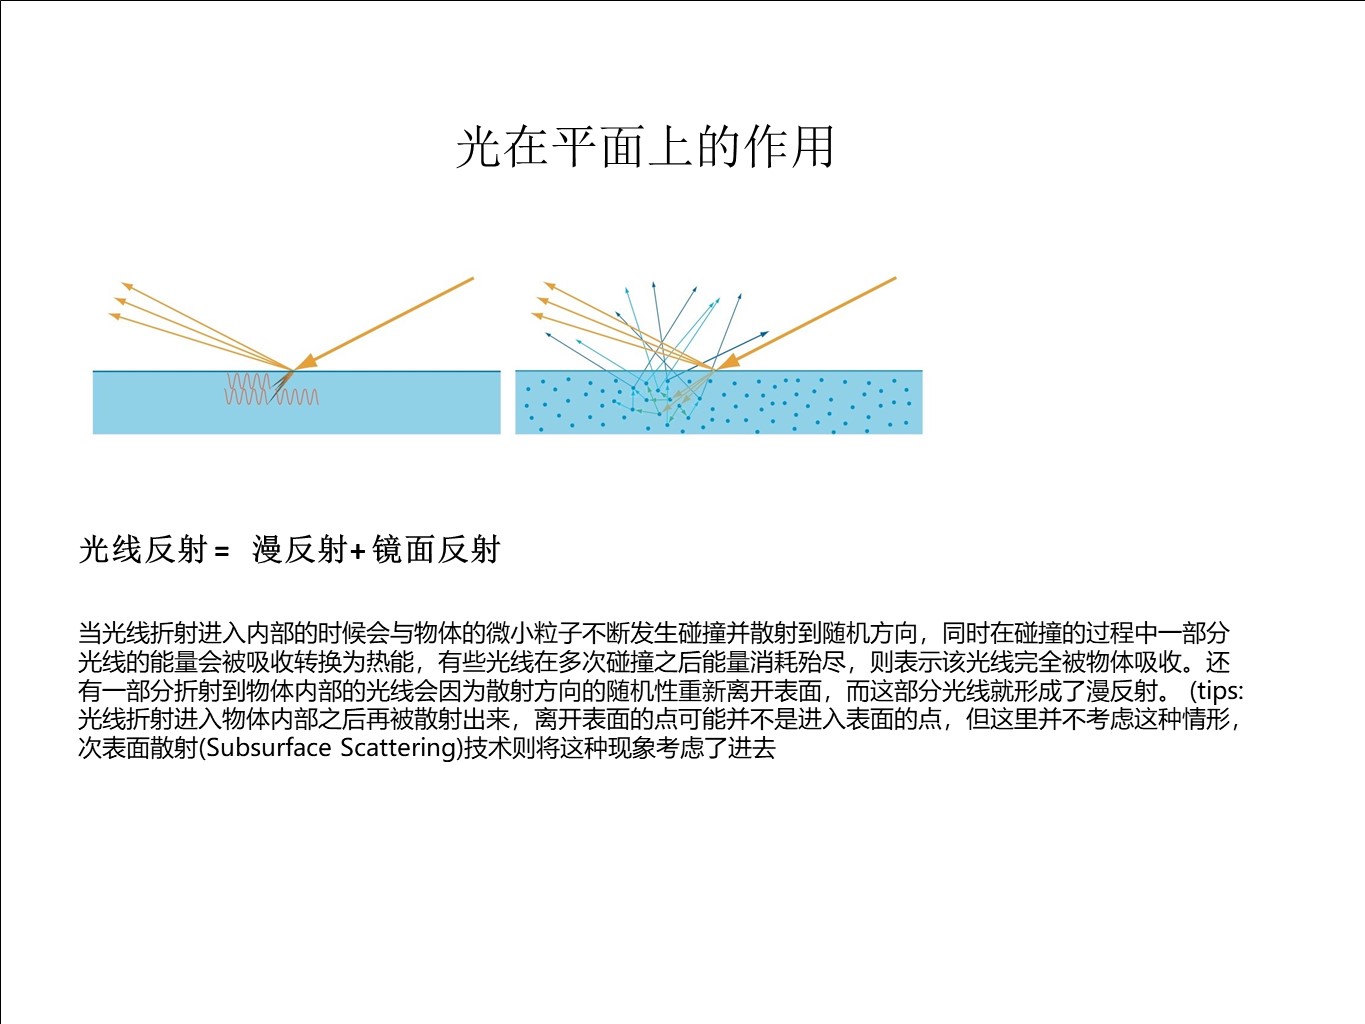 光在平面上的作用
光线反射 = 漫反射+ 镜面反射
当光线折射进入内部的时候会与物体的微小粒子不断发生碰撞并散射到随机方向，同时在碰撞的过程中一部分
光线的能量会被吸收转换为热能，有些光线在多次碰撞之后能量消耗殆尽，则表示该光线完全被物体吸收。还
有一部分折射到物体内部的光线会因为散射方向的随机性重新离开表面，而这部分光线就形成了漫反射。 (tips:
光线折射进入物体内部之后再被散射出来，离开表面的点可能并不是进入表面的点，但这里并不考虑这种情形，
次表面散射(Subsurface Scattering)技术则将这种现象考虑了进去